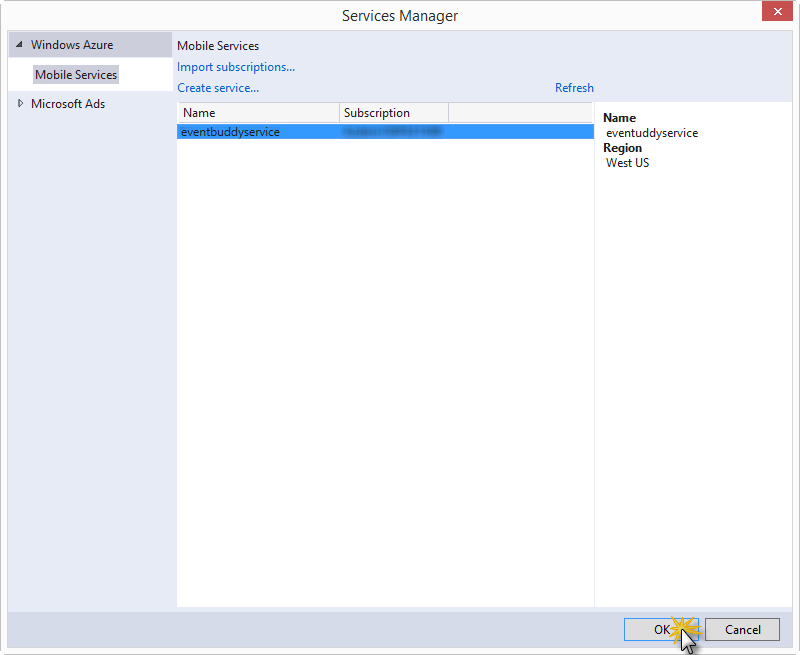 Services Manager
Windows Azure
Mobile Services
Microsoft Ads
Mobile Services
Import subscriptions...
Create service...
Refresh
Name Subscription
eventbuddyservice
Name
eventuddyservice
Region
West US
OK Cancel